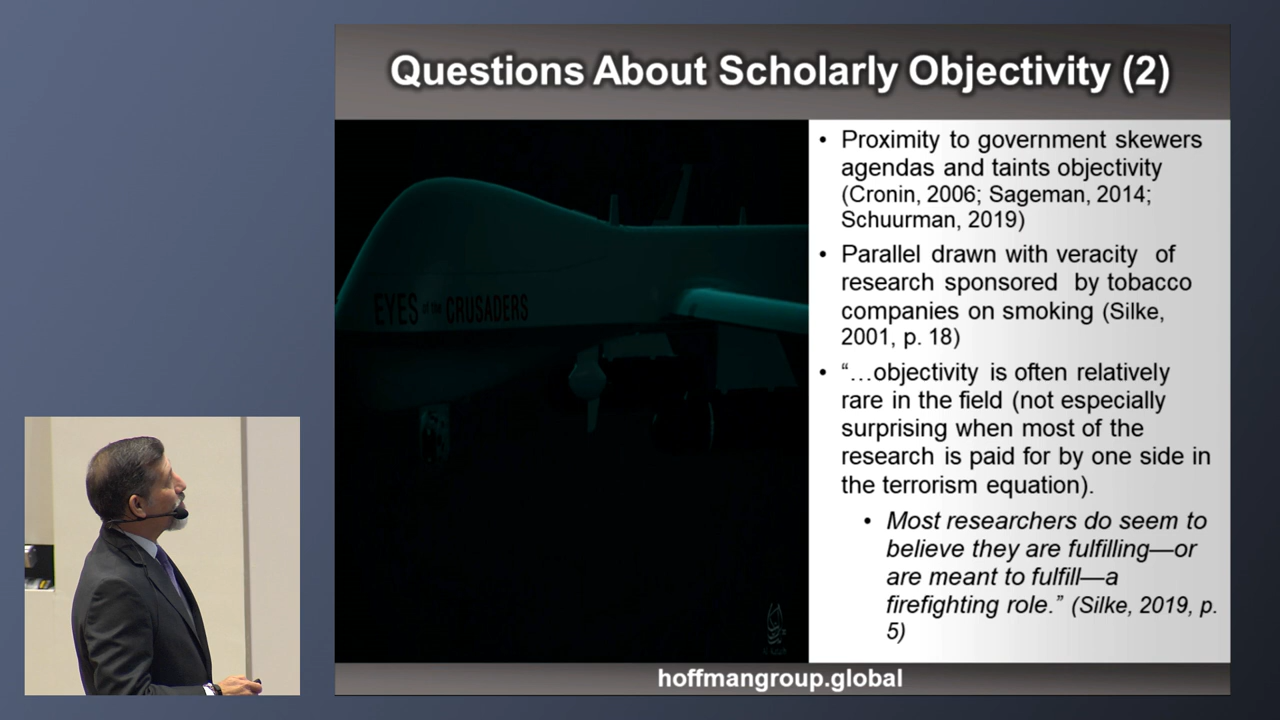 Questions About Scholarly Objectivity (2)
EYES of the CRUSADERS
• Proximity to government skewers
agendas and taints objectivity
(Cronin, 2006; Sageman, 2014;
Schuurman, 2019)
• Parallel drawn with veracity of
research sponsored by tobacco
companies on smoking (Silke,
2001, p. 18)
• “…objectivity is often relatively
rare in the field (not especially
surprising when most of the
research is paid for by one side in
the terrorism equation).
• Most researchers do seem to
believe they are fulfilling—or
are meant to fulfill—a
firefighting role.” (Silke, 2019, p.
5)
hoffmangroup.global